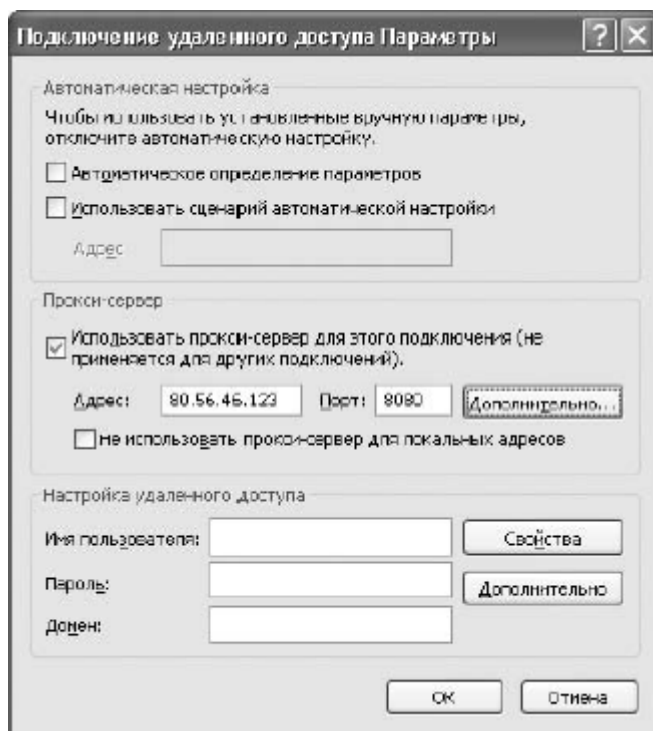 Подключение удаленного доступа Параметры
Автоматическая настройка
Чтобы использовать установленные вручную параметры,
отключите автоматическую настройку.
Автоматическое определение параметров
Использовать сценарий автоматической настройки
Адрес
Прокси-сервер
Использовать прокси-сервер для этого подключения (не
применяется для других подключений).
Адрес: 80.56.46.123 Порт: 8080 Дополнительно...
Не использовать прокси-сервер для локальных адресов
Настройка удаленного доступа
Имя пользователя: Свойства
Пароль: Дополнительно
Домен:
ОК Отмена